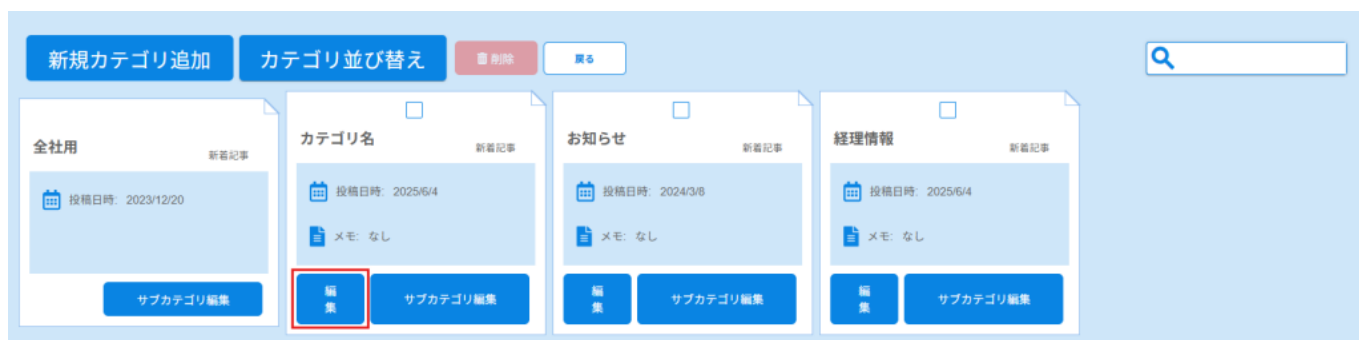 新規カテゴリ追加 カテゴリ並び替え 削除 戻る
全社用 新着記事
投稿日時: 2023/12/20
サブカテゴリ編集
カテゴリ名 新着記事
投稿日時: 2025/6/4
メモ: なし
編集 サブカテゴリ編集
お知らせ 新着記事
投稿日時: 2024/3/8
メモ: なし
編集 サブカテゴリ編集
経理情報 新着記事
投稿日時: 2025/6/4
メモ: なし
編集 サブカテゴリ編集